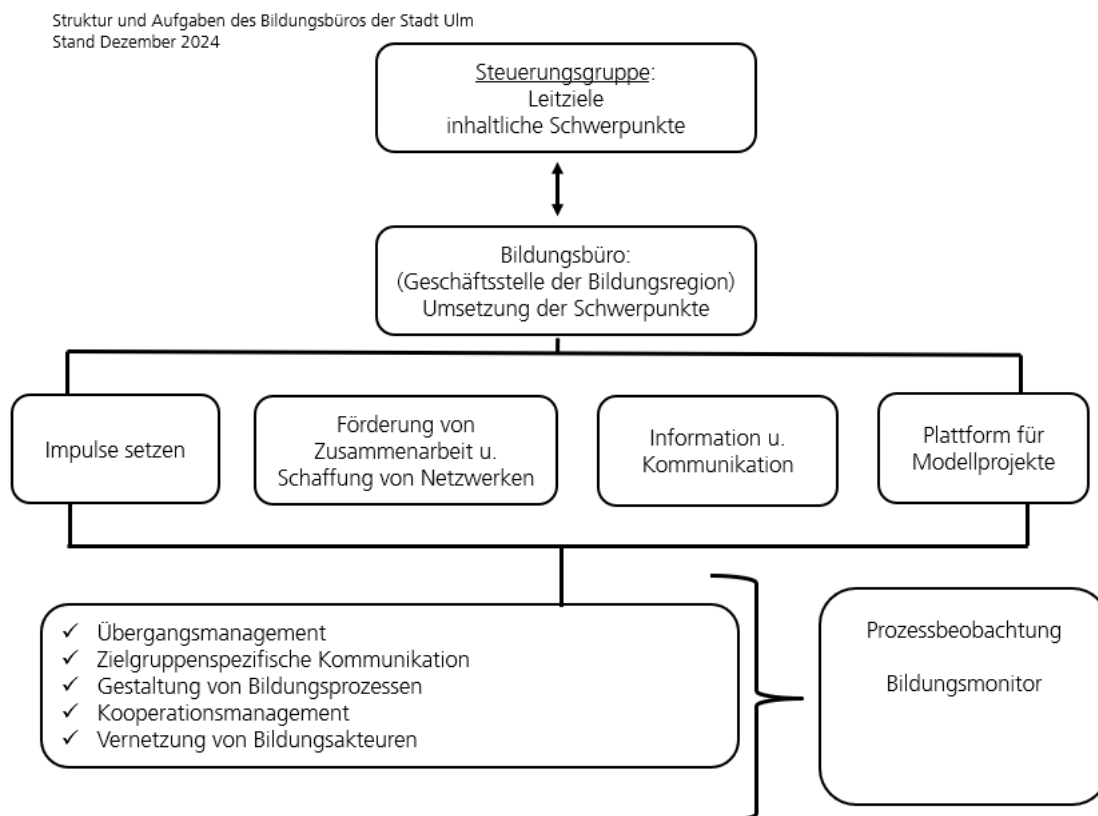 Struktur und Aufgaben des Bildungsbüros der Stadt Ulm
Stand Dezember 2024
Steuerungsgruppe:
Leitziele
inhaltliche Schwerpunkte
Bildungsbüro:
(Geschäftsstelle der Bildungsregion)
Umsetzung der Schwerpunkte
Impulse setzen
Förderung von
Zusammenarbeit u.
Schaffung von Netzwerken
Information u.
Kommunikation
Plattform für
Modellprojekte
✓ Übergangsmanagement
✓ Zielgruppenspezifische Kommunikation
✓ Gestaltung von Bildungsprozessen
✓ Kooperationsmanagement
✓ Vernetzung von Bildungsakteuren
Prozessbeobachtung
Bildungsmonitor